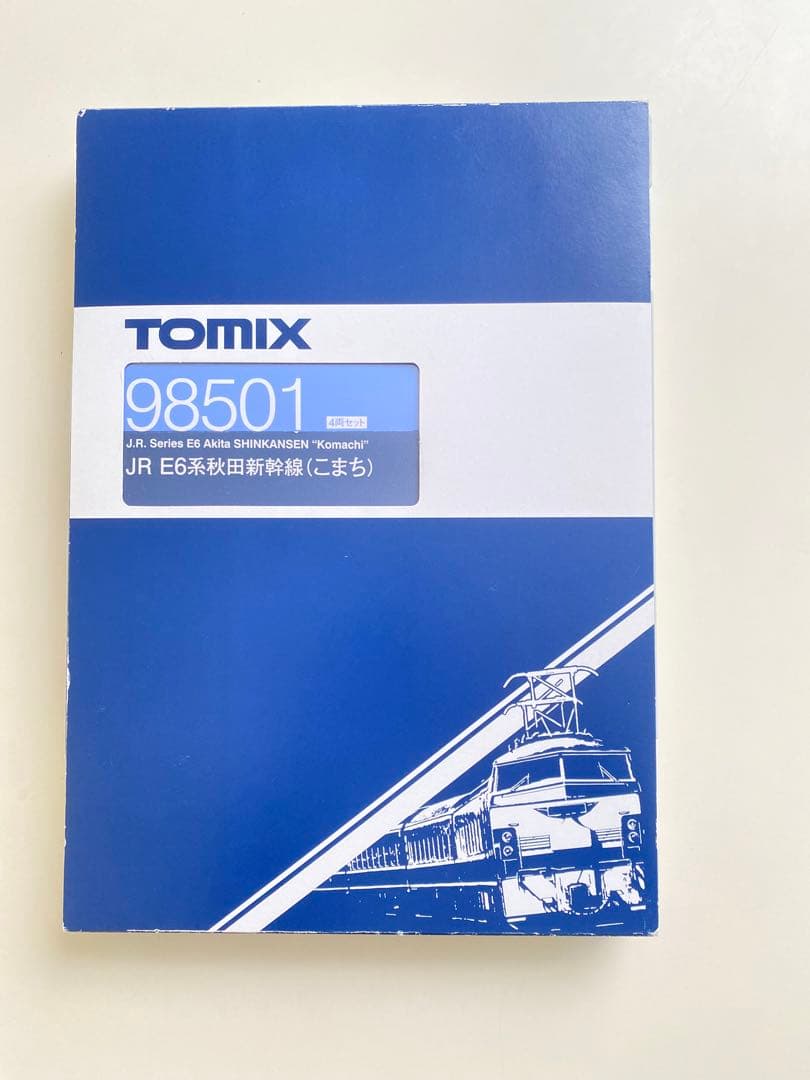 TOMIX
98501 4両セット
J.R. Series E6 Akita SHINKANSEN “Komachi”
JR E6系秋田新幹線(こまち)